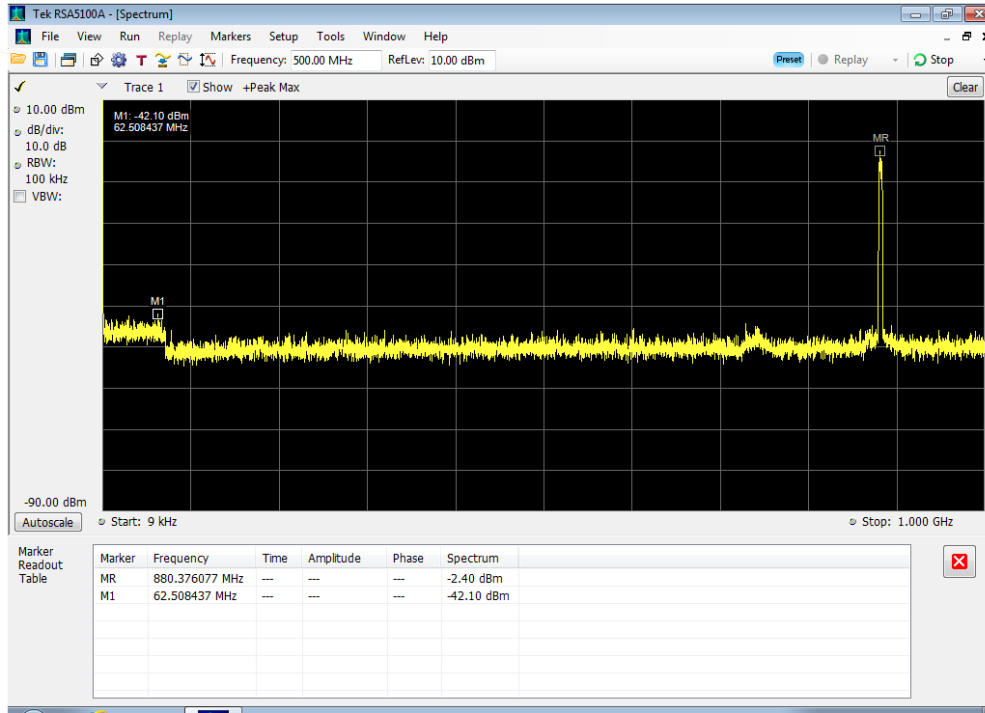 Tek RSA5100A - [Spectrum]
File View Run Replay Markers Setup Tools Window Help
Frequency: 500.00 MHz RefLev: 10.00 dBm Preset Replay Stop
Trace 1 Show +Peak Max Clear
10.00 dBm
dB/div:
10.0 dB
RBW:
100 kHz
VBW:
M1: -42.10 dBm
62.508437 MHz
MR
M1
-90.00 dBm
Autoscale Start: 9 kHz Stop: 1.000 GHz
Marker
Readout
Table
Marker Frequency Time Amplitude Phase Spectrum
MR 880.376077 MHz --- --- --- -2.40 dBm
M1 62.508437 MHz --- --- --- -42.10 dBm